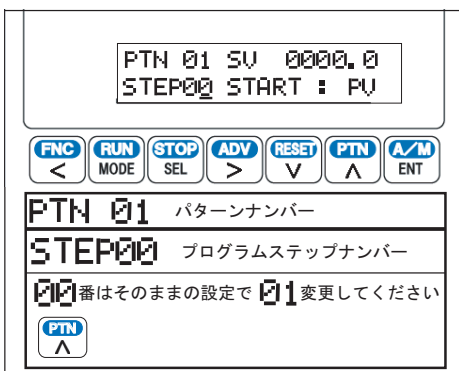 PTN 01 SV 0000.0
STEP00 START : PV
FNC RUN STOP ADV RESET PTN A/M
< MODE SEL > ∨ ∧ ENT
PTN 01 パターンナンバー
STEP00 プログラムステップナンバー
00番はそのままの設定で01変更してください
PTN
∧